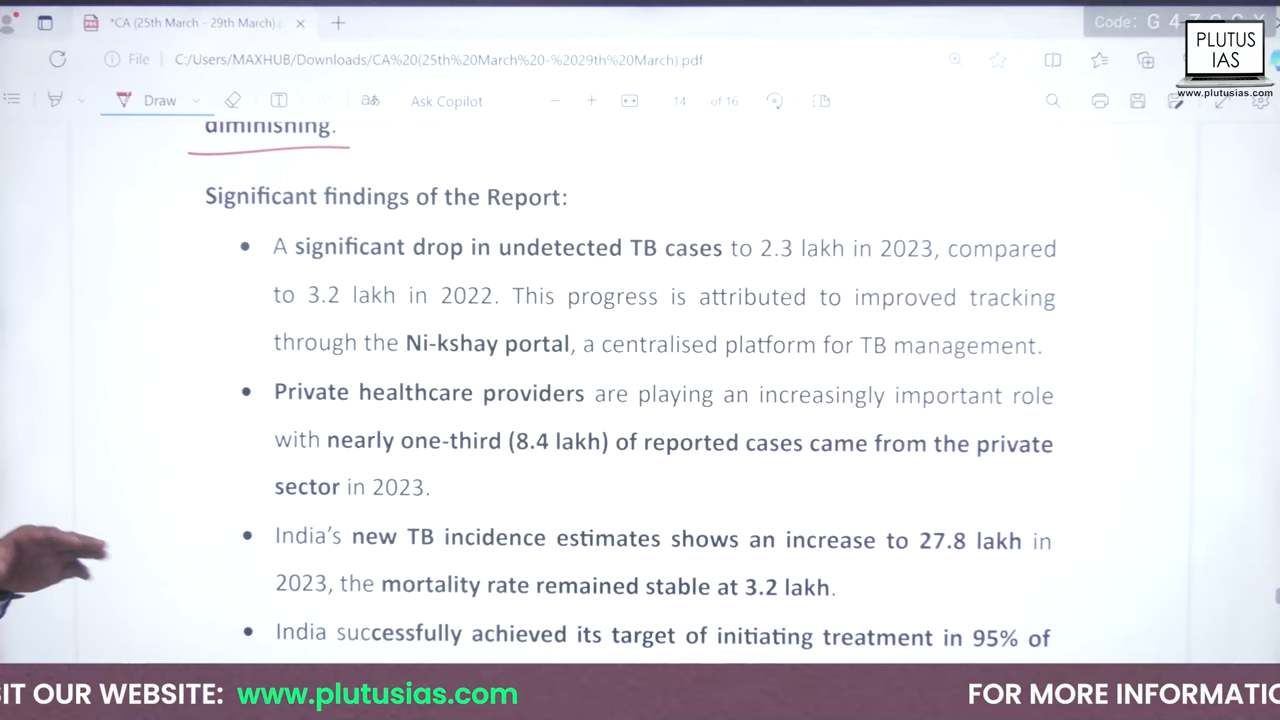 *CA (25th March - 29th March).p
Code: G 4 7
PLUTUS
IAS
www.plutusias.com
File
C:/Users/MAXHUB/Downloads/CA%20(25th%20March%20-%2029th%20March).pdf
Draw
Ask Copilot
14 of 16
diminishing.
Significant findings of the Report:
• A significant drop in undetected TB cases to 2.3 lakh in 2023, compared
to 3.2 lakh in 2022. This progress is attributed to improved tracking
through the Ni-kshay portal, a centralised platform for TB management.
• Private healthcare providers are playing an increasingly important role
with nearly one-third (8.4 lakh) of reported cases came from the private
sector in 2023.
• India's new TB incidence estimates shows an increase to 27.8 lakh in
2023, the mortality rate remained stable at 3.2 lakh.
• India successfully achieved its target of initiating treatment in 95% of
SIT OUR WEBSITE: www.plutusias.com FOR MORE INFORMATIO